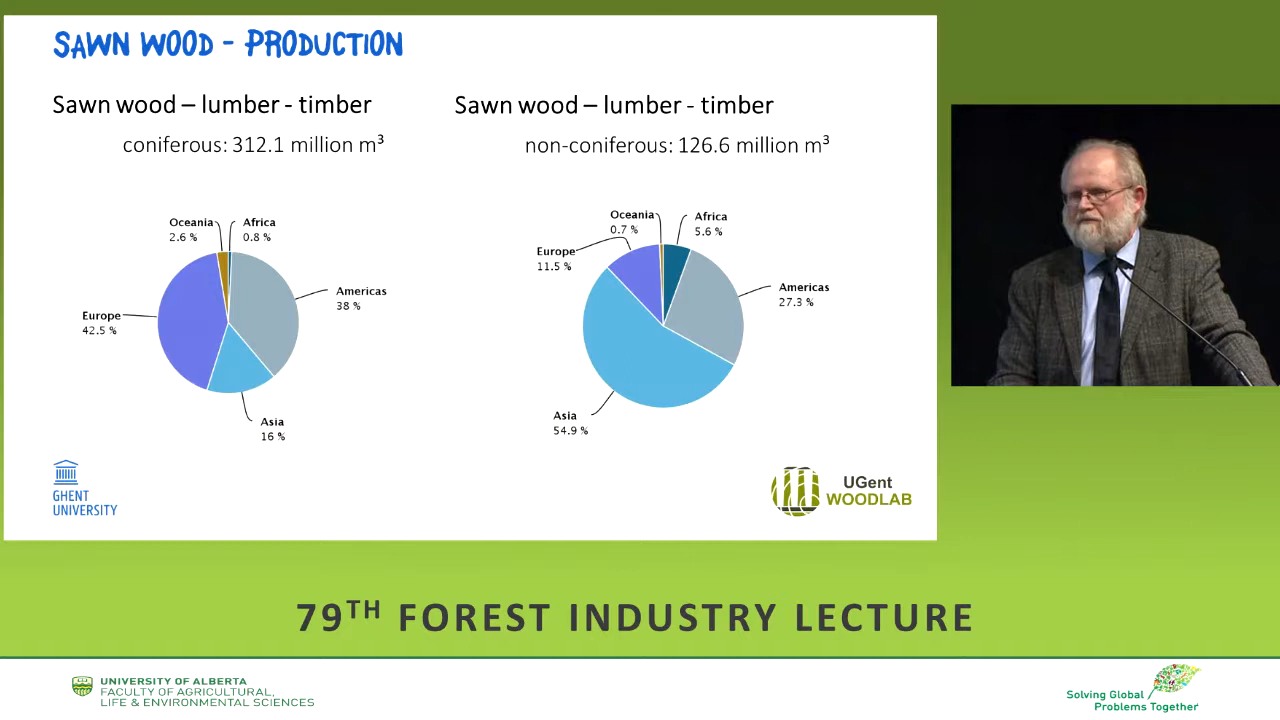 SAWN WOOD - PRODUCTION
Sawn wood – lumber - timber
coniferous: 312.1 million m³
Oceania
2.6 %
Africa
0.8 %
Americas
38 %
Europe
42.5 %
Asia
16 %
Sawn wood – lumber - timber
non-coniferous: 126.6 million m³
Oceania
0.7 %
Africa
5.6 %
Europe
11.5 %
Americas
27.3 %
Asia
54.9 %
GHENT
UNIVERSITY
UGent
WOODLAB
79TH FOREST INDUSTRY LECTURE
UNIVERSITY OF ALBERTA
FACULTY OF AGRICULTURAL,
LIFE & ENVIRONMENTAL SCIENCES
Solving Global
Problems Together